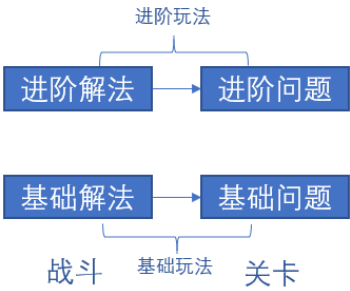 进阶玩法
进阶解法
进阶问题
基础解法
基础问题
战斗
基础玩法
关卡